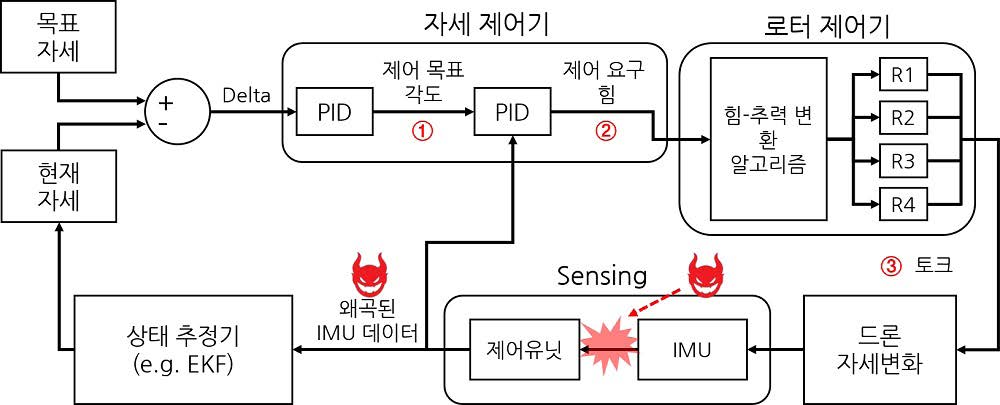 목표
자세
+
-
Delta
자세 제어기
PID
제어 목표
각도
①
PID
제어 요구
힘
②
로터 제어기
힘-추력 변
환
알고리즘
R1
R2
R3
R4
현재
자세
③ 토크
Sensing
왜곡된
IMU 데이터
상태 추정기
(e.g. EKF)
제어유닛
IMU
드론
자세변화